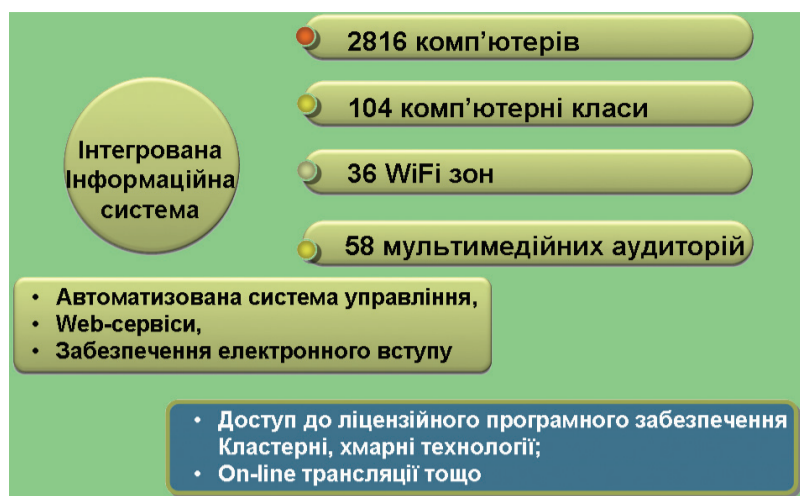 2816 комп’ютерів
104 комп’ютерні класи
Інтегрована
Інформаційна
система
36 WiFi зон
58 мультимедійних аудиторій
• Автоматизована система управління,
• Web-сервіси,
• Забезпечення електронного вступу
• Доступ до ліцензійного програмного забезпечення
Кластерні, хмарні технології;
• On-line трансляції тощо